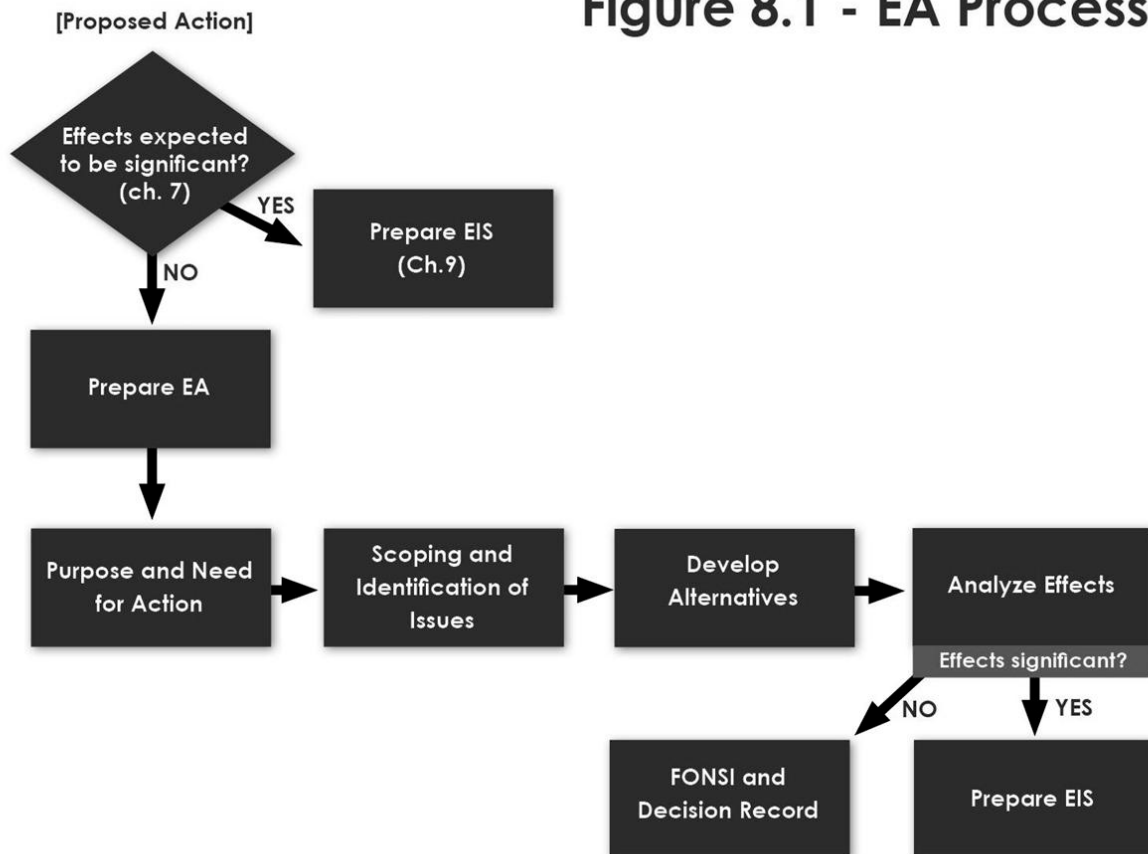 Figure 8.1 - EA Process
[Proposed Action]
Effects expected
to be significant?
(ch. 7)
YES
Prepare EIS
(Ch.9)
NO
Prepare EA
Purpose and Need
for Action
Scoping and
Identification of
Issues
Develop
Alternatives
Analyze Effects
Effects significant?
NO
YES
FONSI and
Decision Record
Prepare EIS